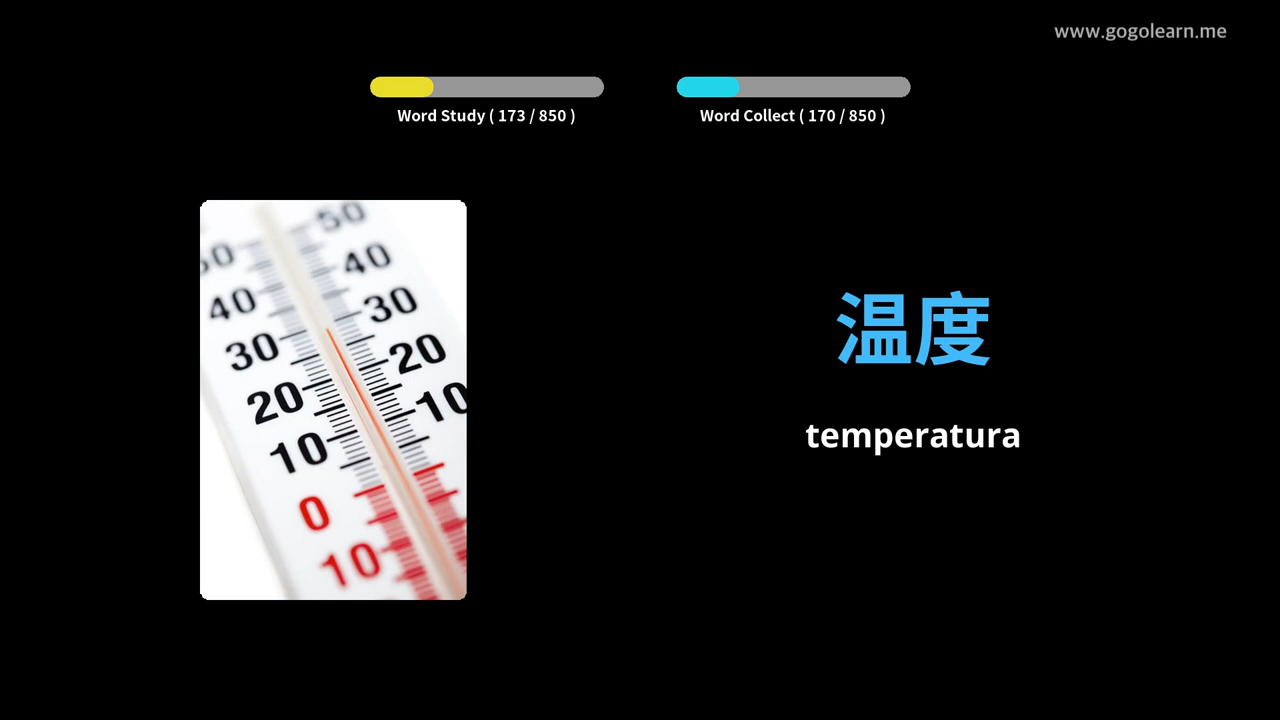 www.gogolearn.me
Word Study ( 173 / 850 )
Word Collect ( 170 / 850 )
50
40
40
30
30
20
20
10
10
0
10
温度
temperatura